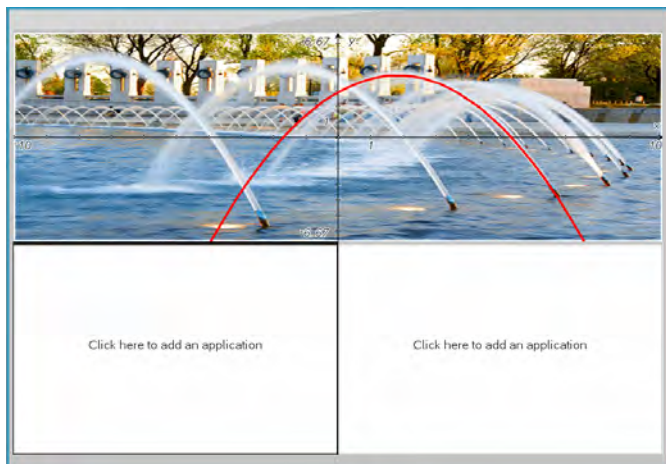 6.67 y
1
-10 1 10
-6.67
Click here to add an application Click here to add an application